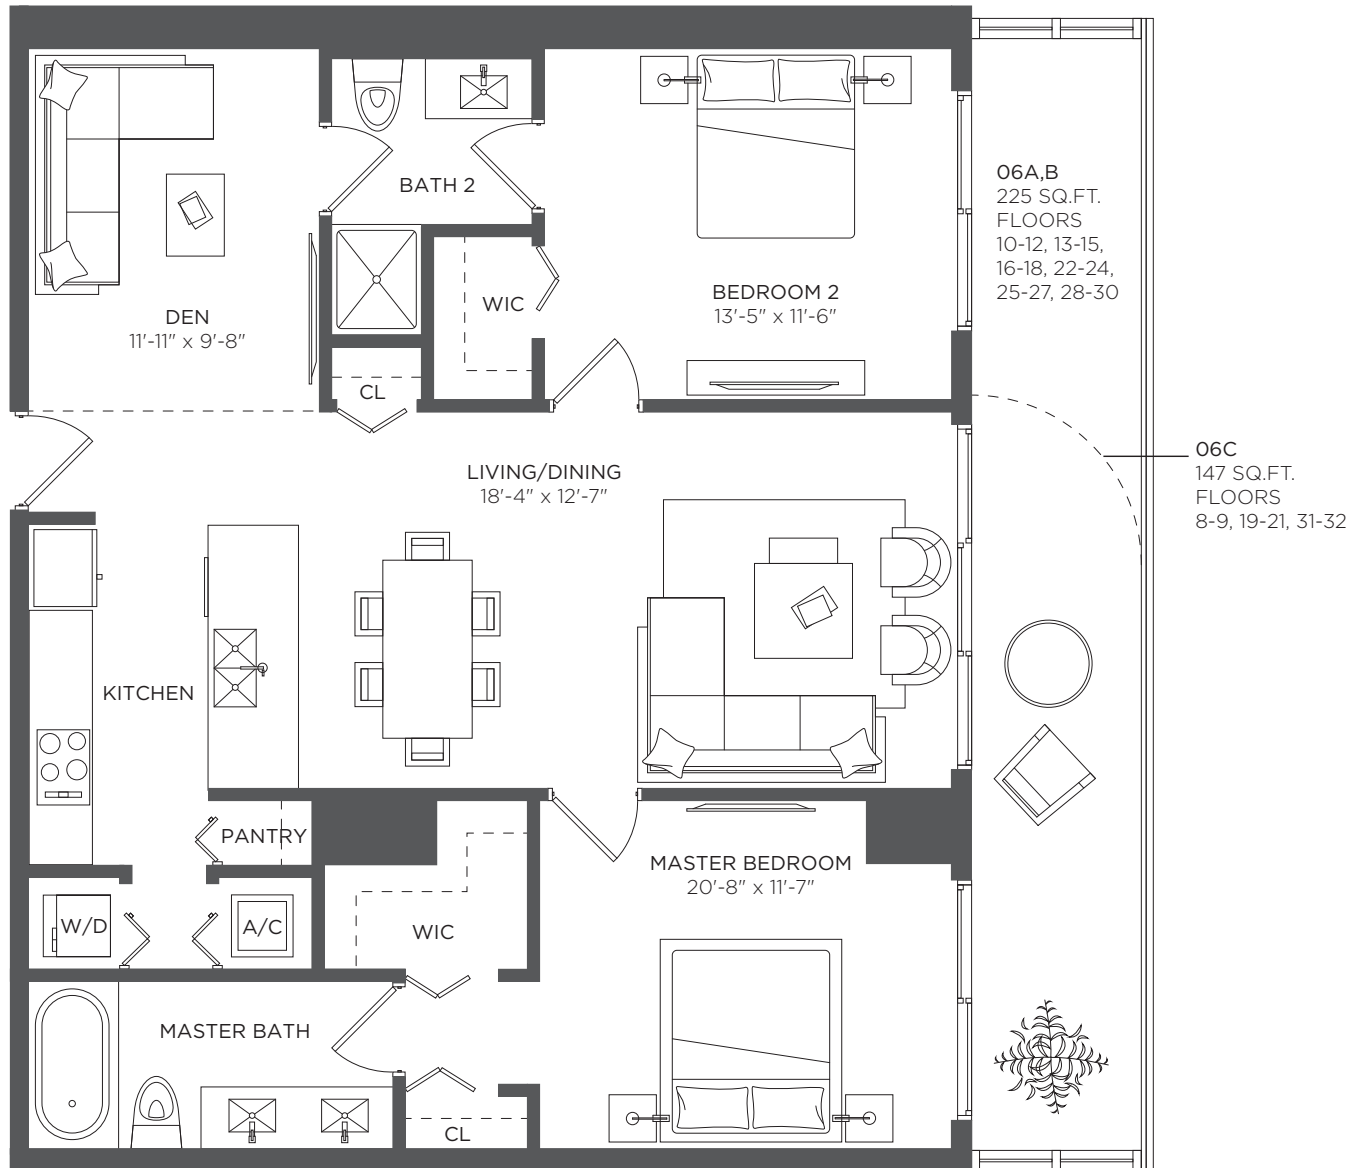 BATH 2
06A,B
225 SQ.FT.
FLOORS
10-12, 13-15,
16-18, 22-24,
25-27, 28-30
DEN
11'-11" x 9'-8"
WIC
BEDROOM 2
13'-5" x 11'-6"
CL
LIVING/DINING
18'-4" x 12'-7"
06C
147 SQ.FT.
FLOORS
8-9, 19-21, 31-32
KITCHEN
PANTRY
MASTER BEDROOM
20'-8" x 11'-7"
W/D
A/C
WIC
MASTER BATH
CL